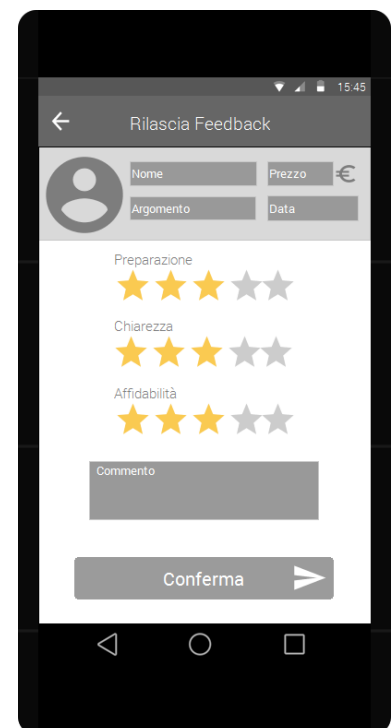 15:45
Rilascia Feedback
Nome
Prezzo €
Argomento
Data
Preparazione
Chiarezza
Affidabilità
Commento
Conferma